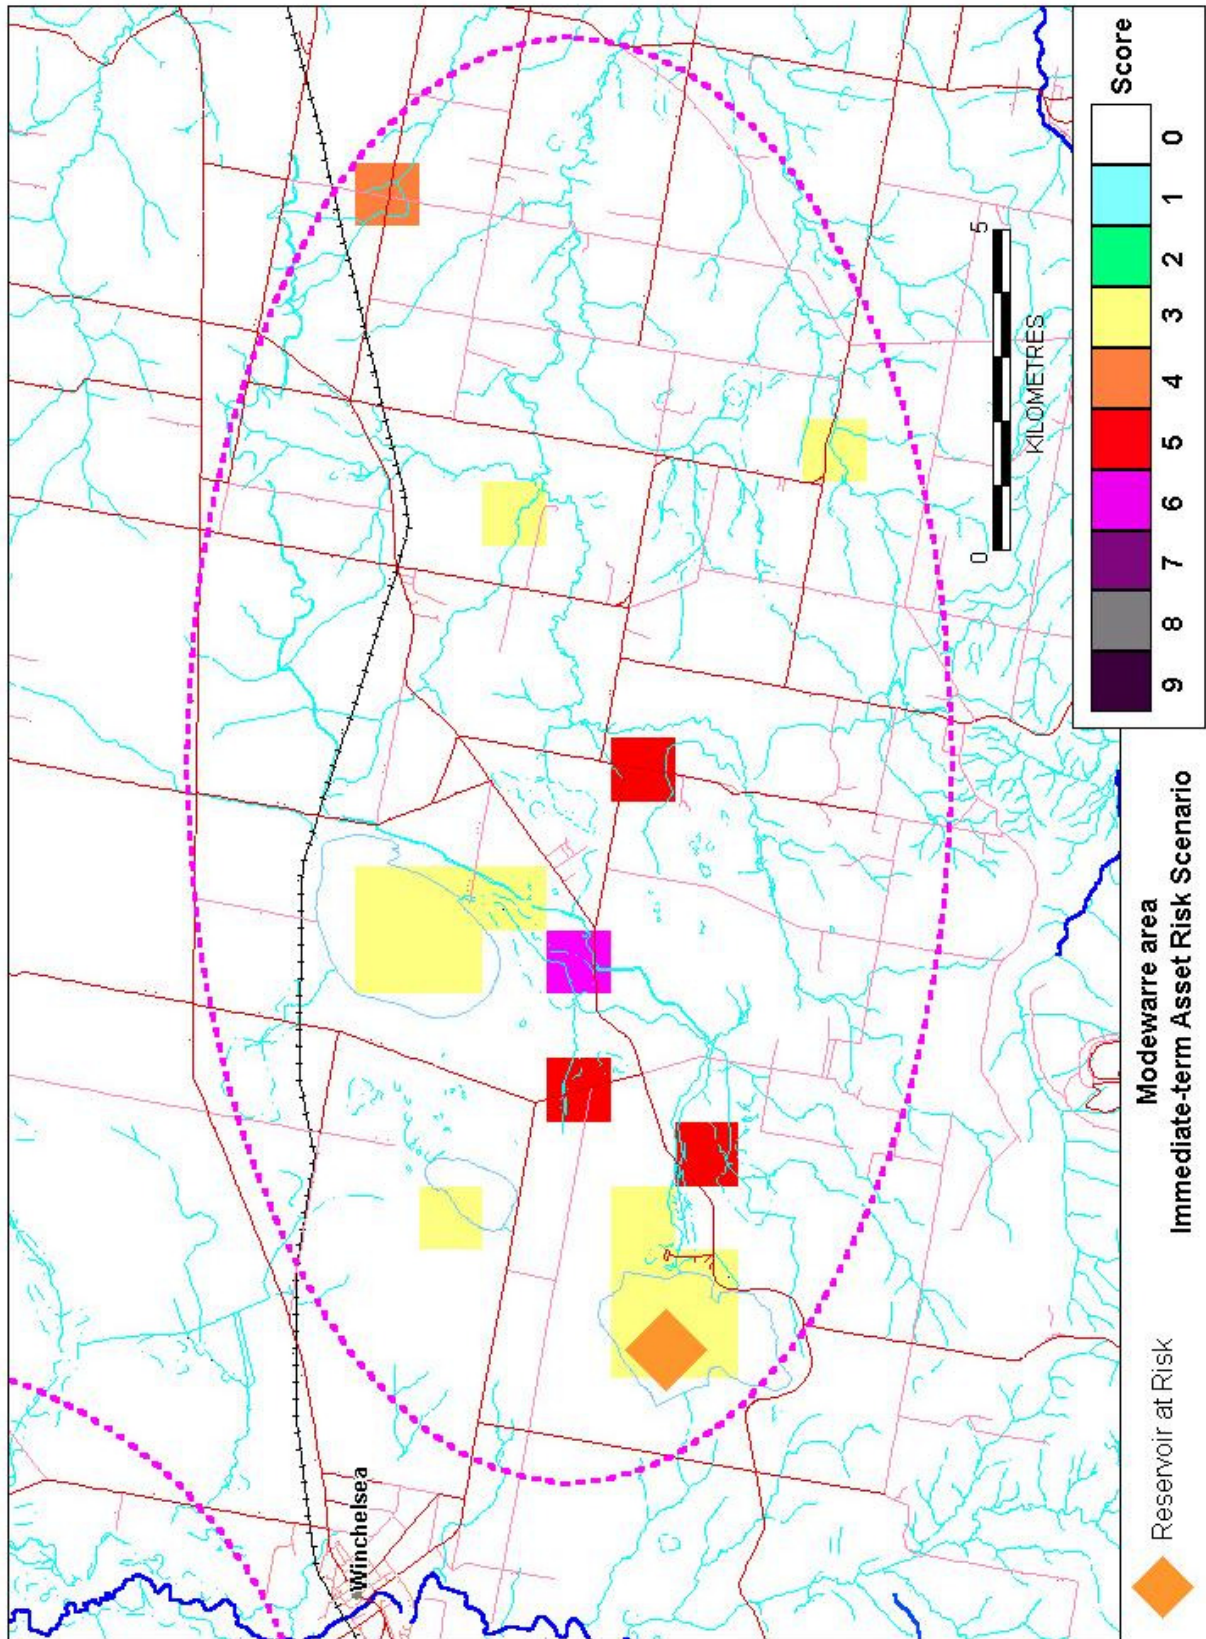 Winchelsea
0 5
KILOMETRES
Reservoir at Risk
Modewarre area
Immediate-term Asset Risk Scenario
9 8 7 6 5 4 3 2 1 0 Score